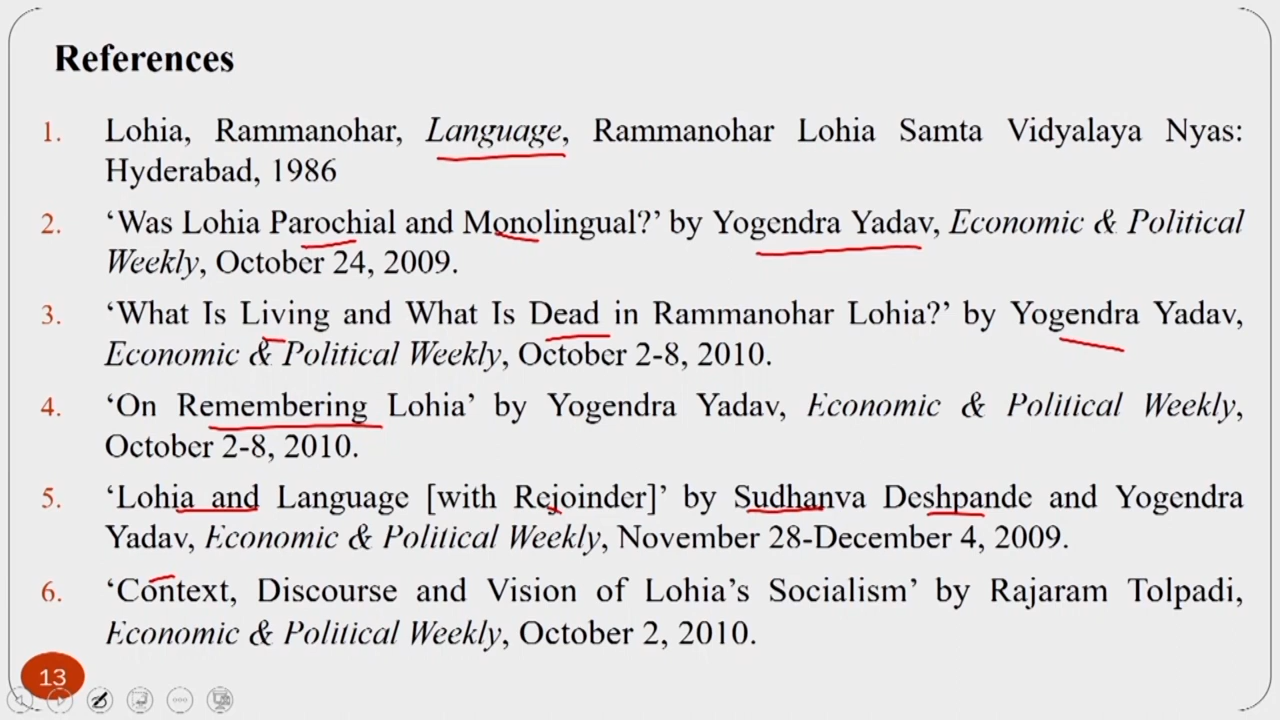 References
1. Lohia, Rammanohar, Language, Rammanohar Lohia Samta Vidyalaya Nyas:
Hyderabad, 1986
2. ‘Was Lohia Parochial and Monolingual?’ by Yogendra Yadav, Economic & Political
Weekly, October 24, 2009.
3. ‘What Is Living and What Is Dead in Rammanohar Lohia?’ by Yogendra Yadav,
Economic & Political Weekly, October 2-8, 2010.
4. ‘On Remembering Lohia’ by Yogendra Yadav, Economic & Political Weekly,
October 2-8, 2010.
5. ‘Lohia and Language [with Rejoinder]’ by Sudhanva Deshpande and Yogendra
Yadav, Economic & Political Weekly, November 28-December 4, 2009.
6. ‘Context, Discourse and Vision of Lohia’s Socialism’ by Rajaram Tolpadi,
Economic & Political Weekly, October 2, 2010.
13